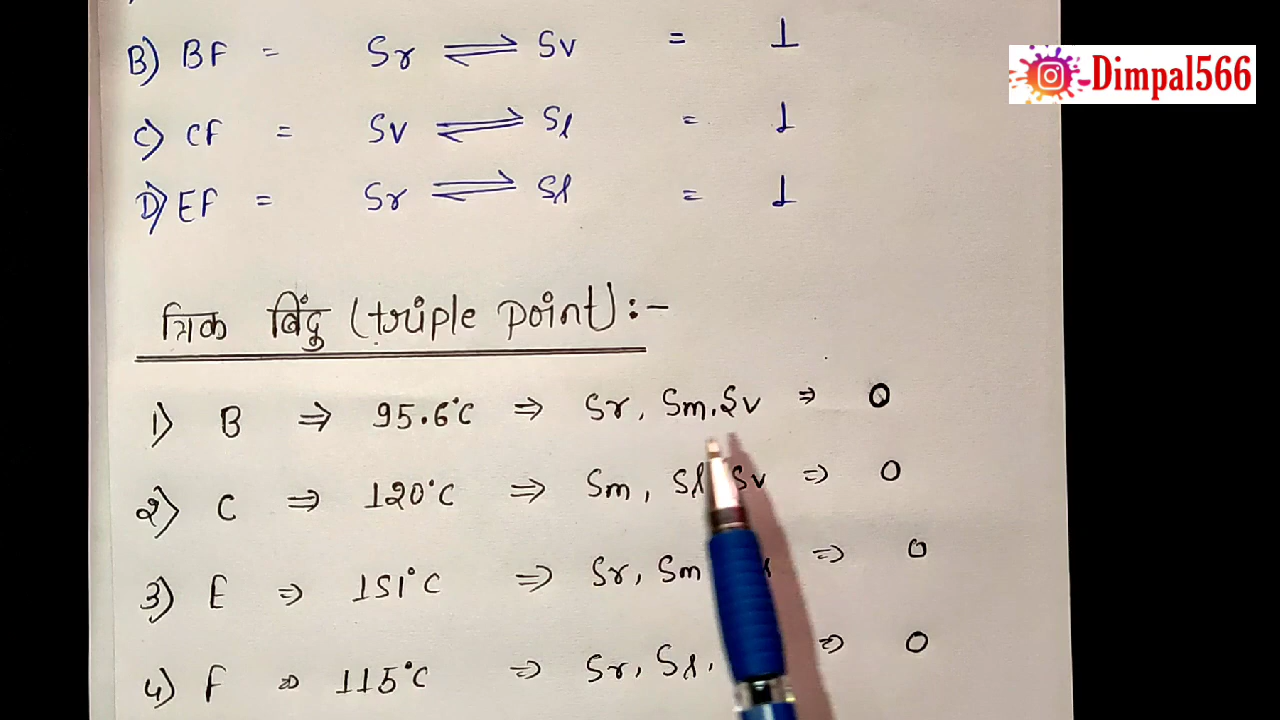 B) BF = Sr ⇌ Sv = 1
Dimpal566
C) CF = Sv ⇌ Sl = 1
D) EF = Sr ⇌ Sl = 1
त्रिक बिंदु (triple point):-
1) B ⇒ 95.6°C ⇒ Sr, Sm, Sv ⇒ 0
2) C ⇒ 120°C ⇒ Sm, Sl Sv ⇒ 0
3) E ⇒ 151°C ⇒ Sr, Sm ⇒ 0
4) F ⇒ 115°C ⇒ Sr, Sl, ⇒ 0